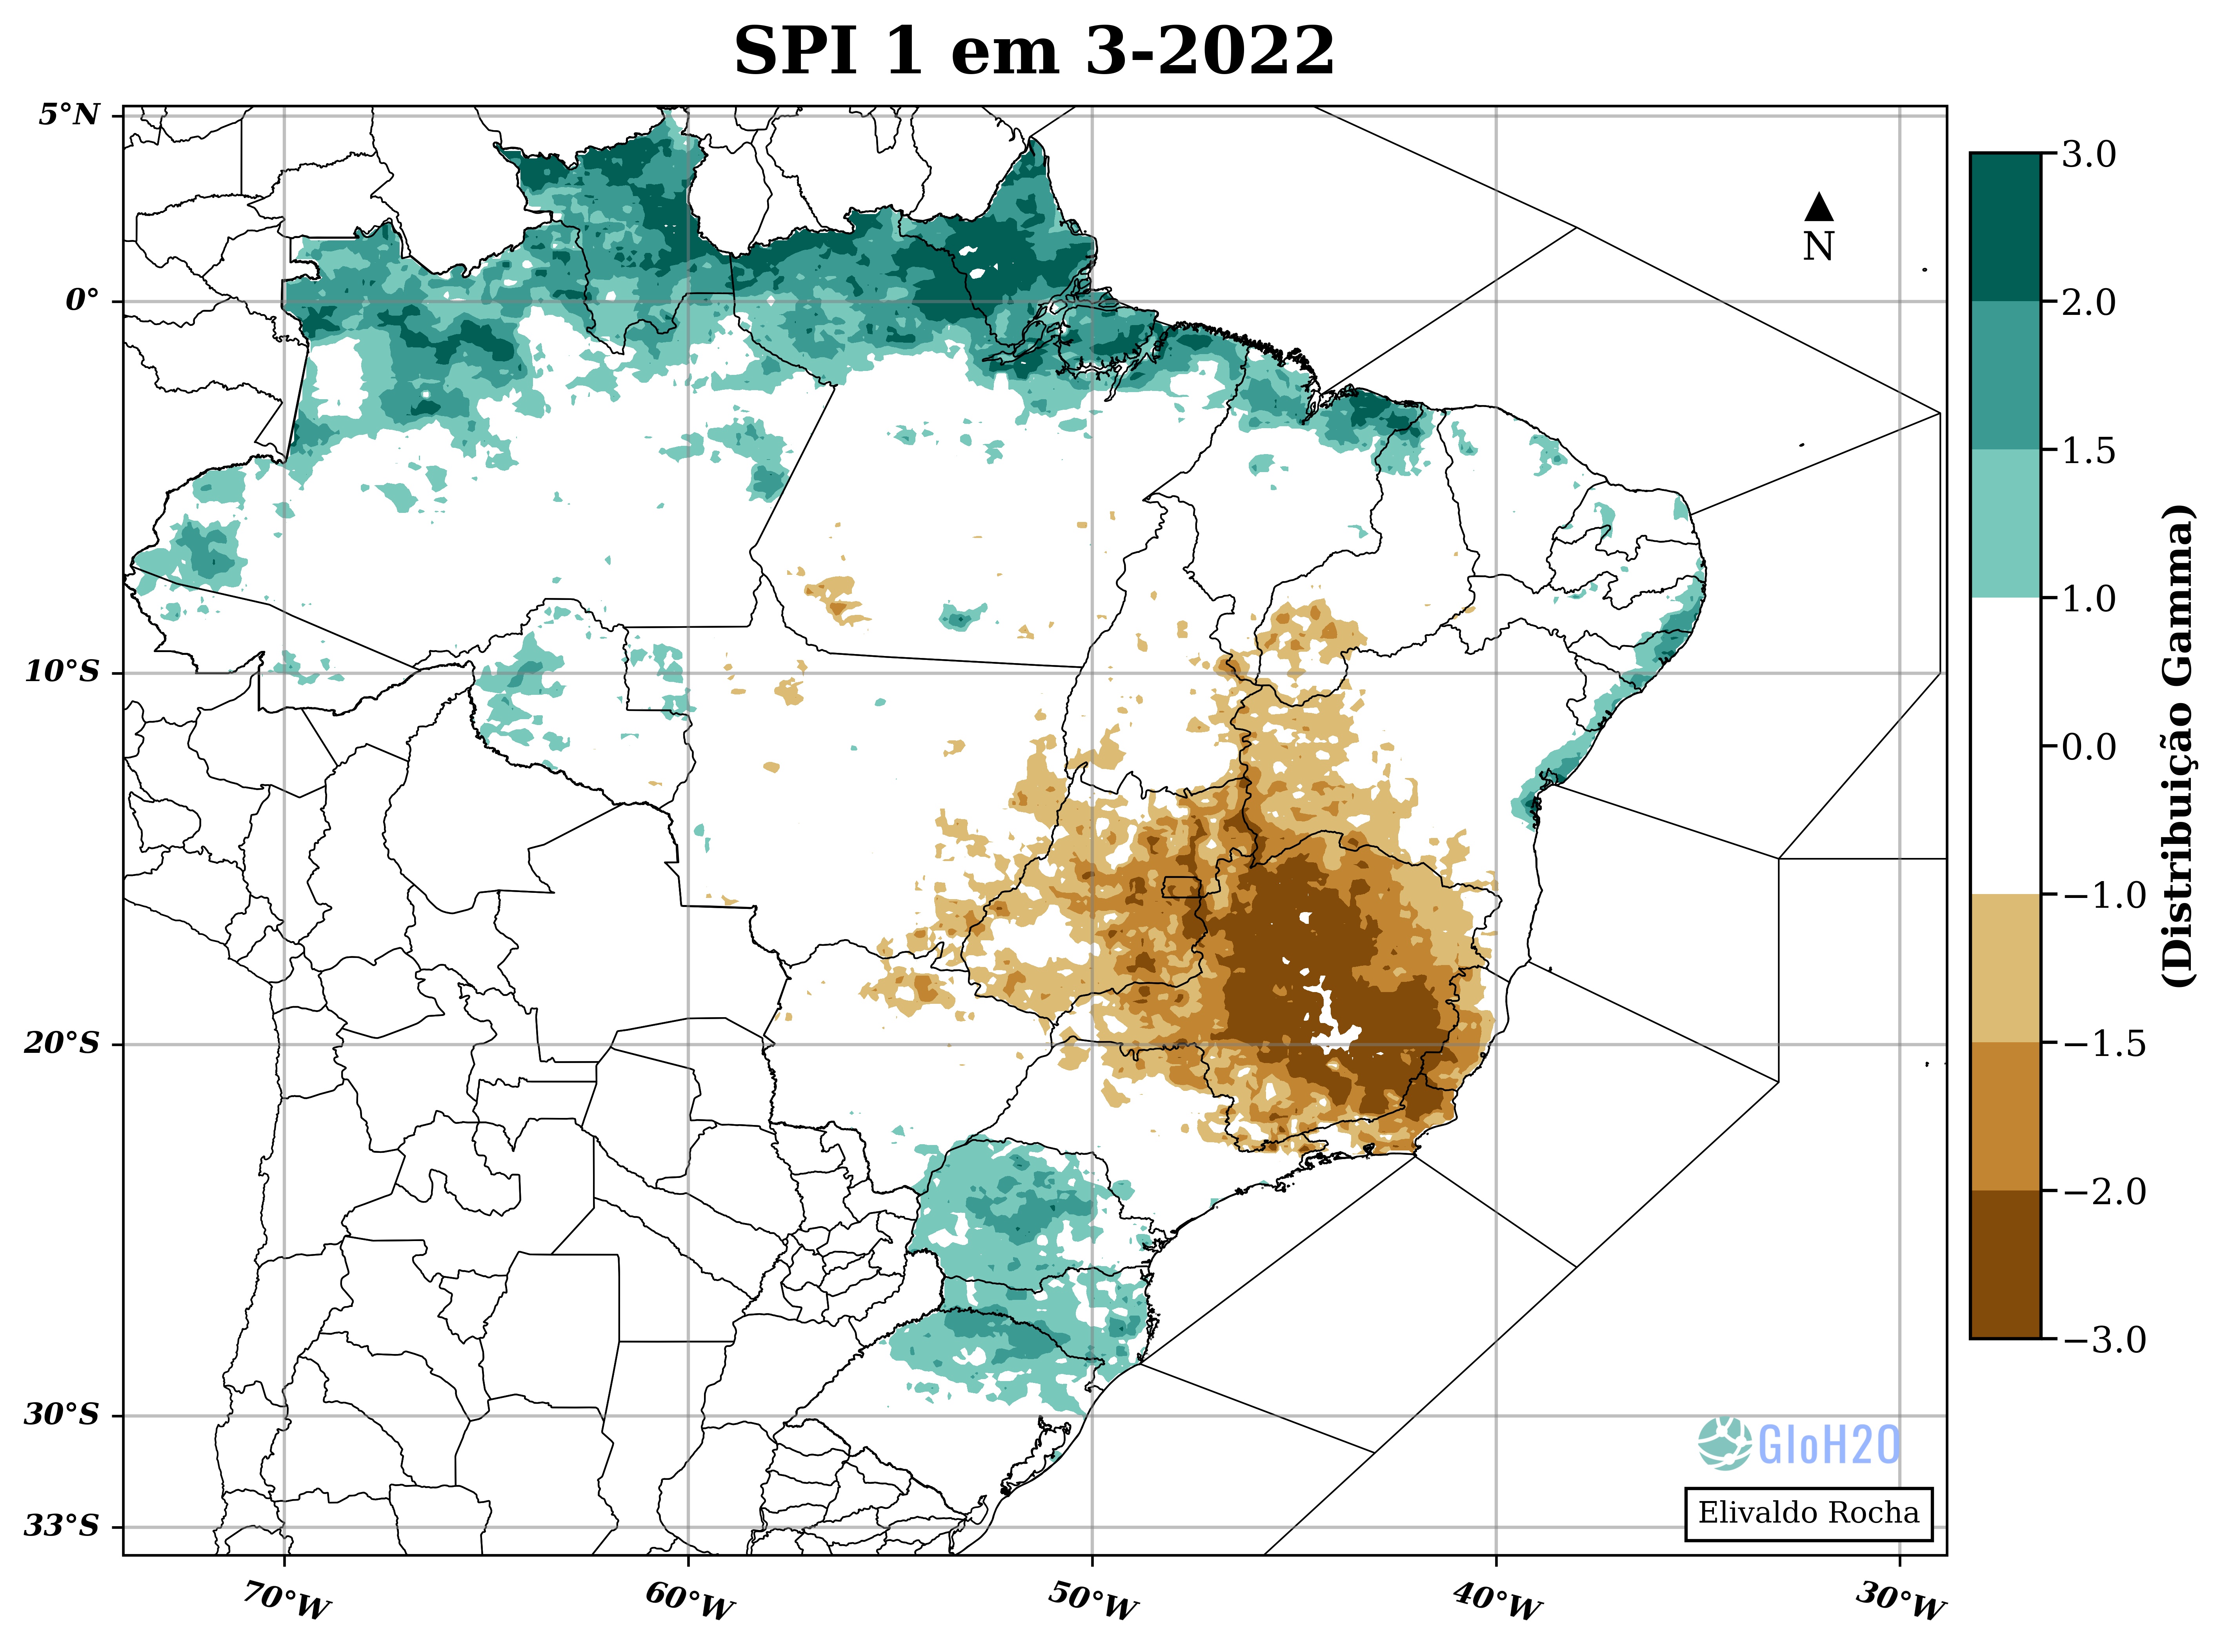 SPI 1 em 3-2022
5°N
0°
10°S
20°S
30°S
33°S
70°W
60°W
50°W
40°W
30°W
N
3.0
2.0
1.5
1.0
0.0
−1.0
−1.5
−2.0
−3.0
(Distribuição Gamma)
GloH2O
Elivaldo Rocha